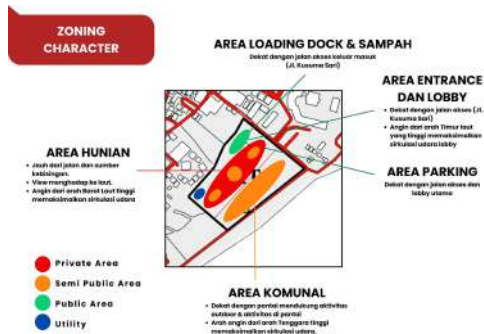 ZONING
CHARACTER
AREA LOADING DOCK & SAMPAH
Dekat dengan jalan akses keluar masuk
(Jl. Kusuma Sari)
AREA ENTRANCE
DAN LOBBY
• Dekat dengan jalan akses (Jl.
Kusuma Sari)
• Angin dari arah Timur laut
yang tinggi memaksimalkan
sirkulasi udara lobby
AREA PARKING
Dekat dengan jalan akses dan
lobby utama
AREA HUNIAN
• Jauh dari jalan dan sumber
kebisingan.
• View menghadap ke laut.
• Angin dari arah Barat Laut tinggi
memaksimalkan sirkulasi udara
Private Area
Semi Public Area
Public Area
Utility
AREA KOMUNAL
• Dekat dengan pantai mendukung aktivitas
outdoor & aktivitas di pantai
• Arah angin dari arah Tenggara tinggi
memaksimalkan sirkulasi udara.